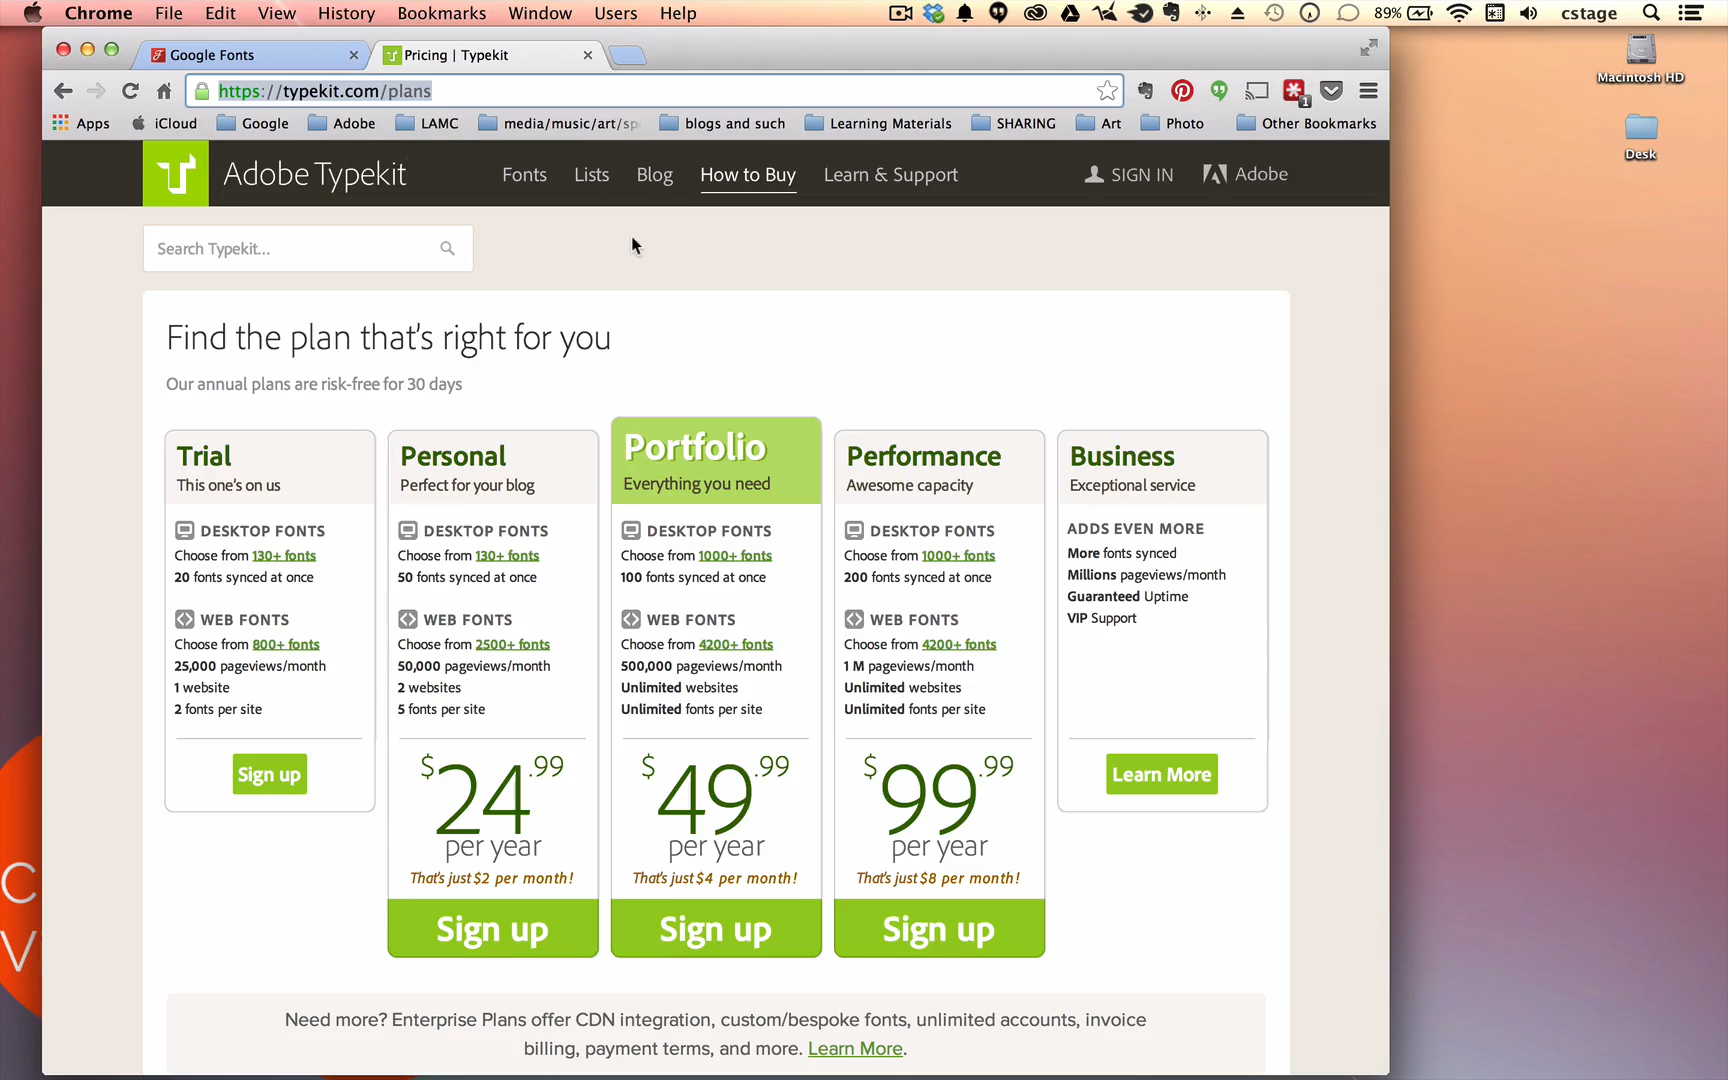 Chrome File Edit View History Bookmarks Window Users Help 89% cstage
Macintosh HD
Desk
Google Fonts
Pricing | Typekit
https://typekit.com/plans
1
Apps iCloud Google Adobe LAMC media/music/art/sp blogs and such Learning Materials SHARING Art Photo Other Bookmarks
Adobe Typekit Fonts Lists Blog How to Buy Learn & Support SIGN IN Adobe
Search Typekit...
Find the plan that's right for you
Our annual plans are risk-free for 30 days
Trial
This one's on us
DESKTOP FONTS
Choose from 130+ fonts
20 fonts synced at once
WEB FONTS
Choose from 800+ fonts
25,000 pageviews/month
1 website
2 fonts per site
Sign up
Personal
Perfect for your blog
DESKTOP FONTS
Choose from 130+ fonts
50 fonts synced at once
WEB FONTS
Choose from 2500+ fonts
50,000 pageviews/month
2 websites
5 fonts per site
$24.99
per year
That's just $2 per month!
Sign up
Portfolio
Everything you need
DESKTOP FONTS
Choose from 1000+ fonts
100 fonts synced at once
WEB FONTS
Choose from 4200+ fonts
500,000 pageviews/month
Unlimited websites
Unlimited fonts per site
$49.99
per year
That's just $4 per month!
Sign up
Performance
Awesome capacity
DESKTOP FONTS
Choose from 1000+ fonts
200 fonts synced at once
WEB FONTS
Choose from 4200+ fonts
1 M pageviews/month
Unlimited websites
Unlimited fonts per site
$99.99
per year
That's just $8 per month!
Sign up
Business
Exceptional service
ADDS EVEN MORE
More fonts synced
Millions pageviews/month
Guaranteed Uptime
VIP Support
Learn More
Need more? Enterprise Plans offer CDN integration, custom/bespoke fonts, unlimited accounts, invoice
billing, payment terms, and more. Learn More.
C
V